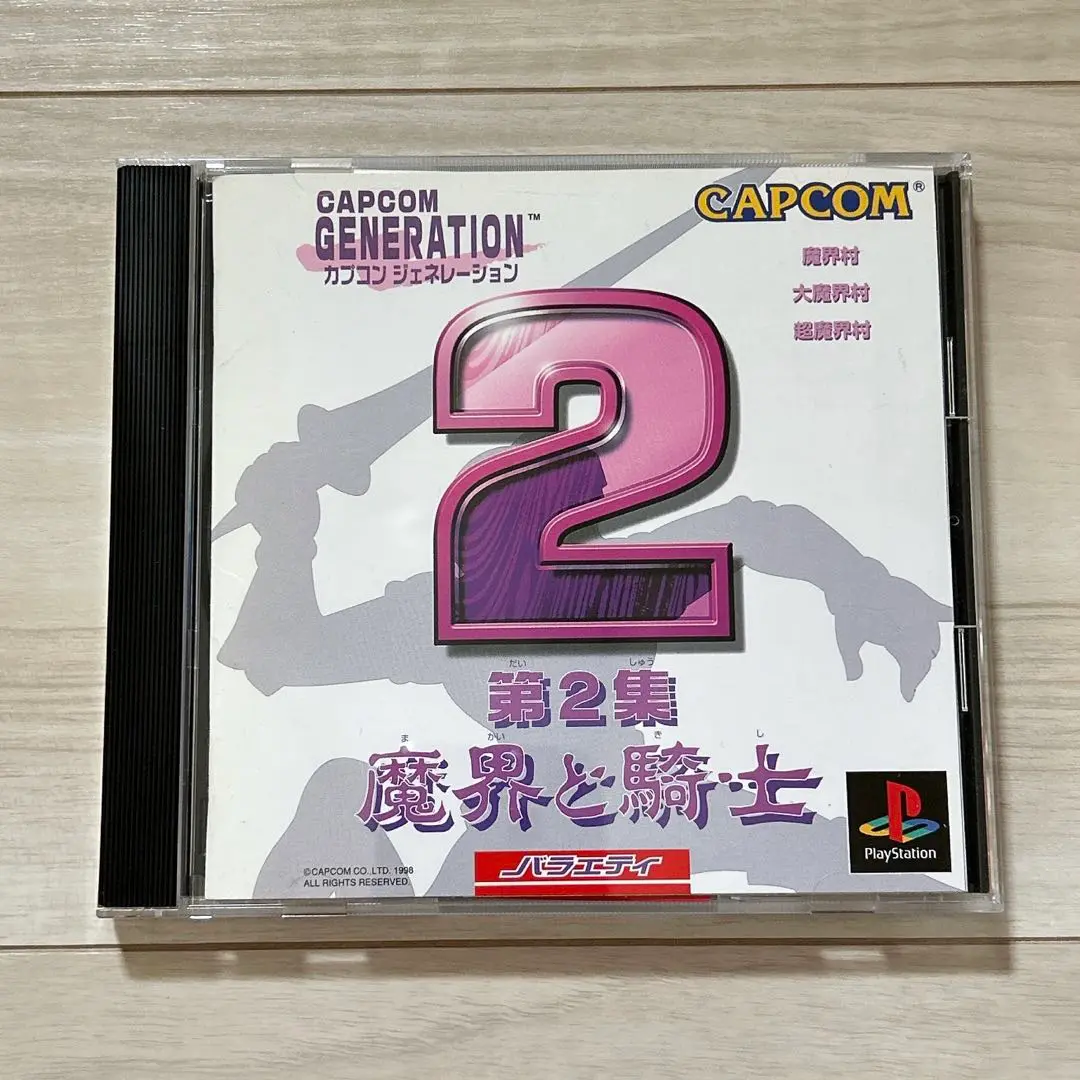 CAPCOM
GENERATION™
カプコン ジェネレーション
CAPCOM®
魔界村
大魔界村
超魔界村
2
だい しゅう
第2集
ま かい き し
魔界と騎士
バラエティ
©CAPCOM CO., LTD. 1998
ALL RIGHTS RESERVED.
PlayStation